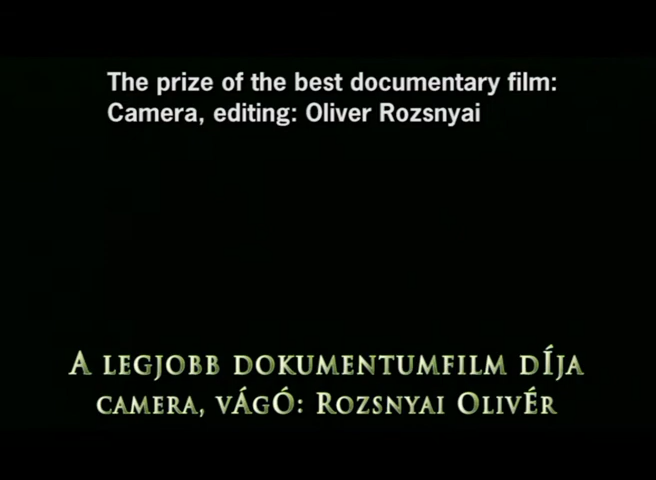 The prize of the best documentary film:
Camera, editing: Oliver Rozsnyai
A LEGJOBB DOKUMENTUMFILM DÍJA
CAMERA, VÁGÓ: ROZSNYAI OLIVÉR